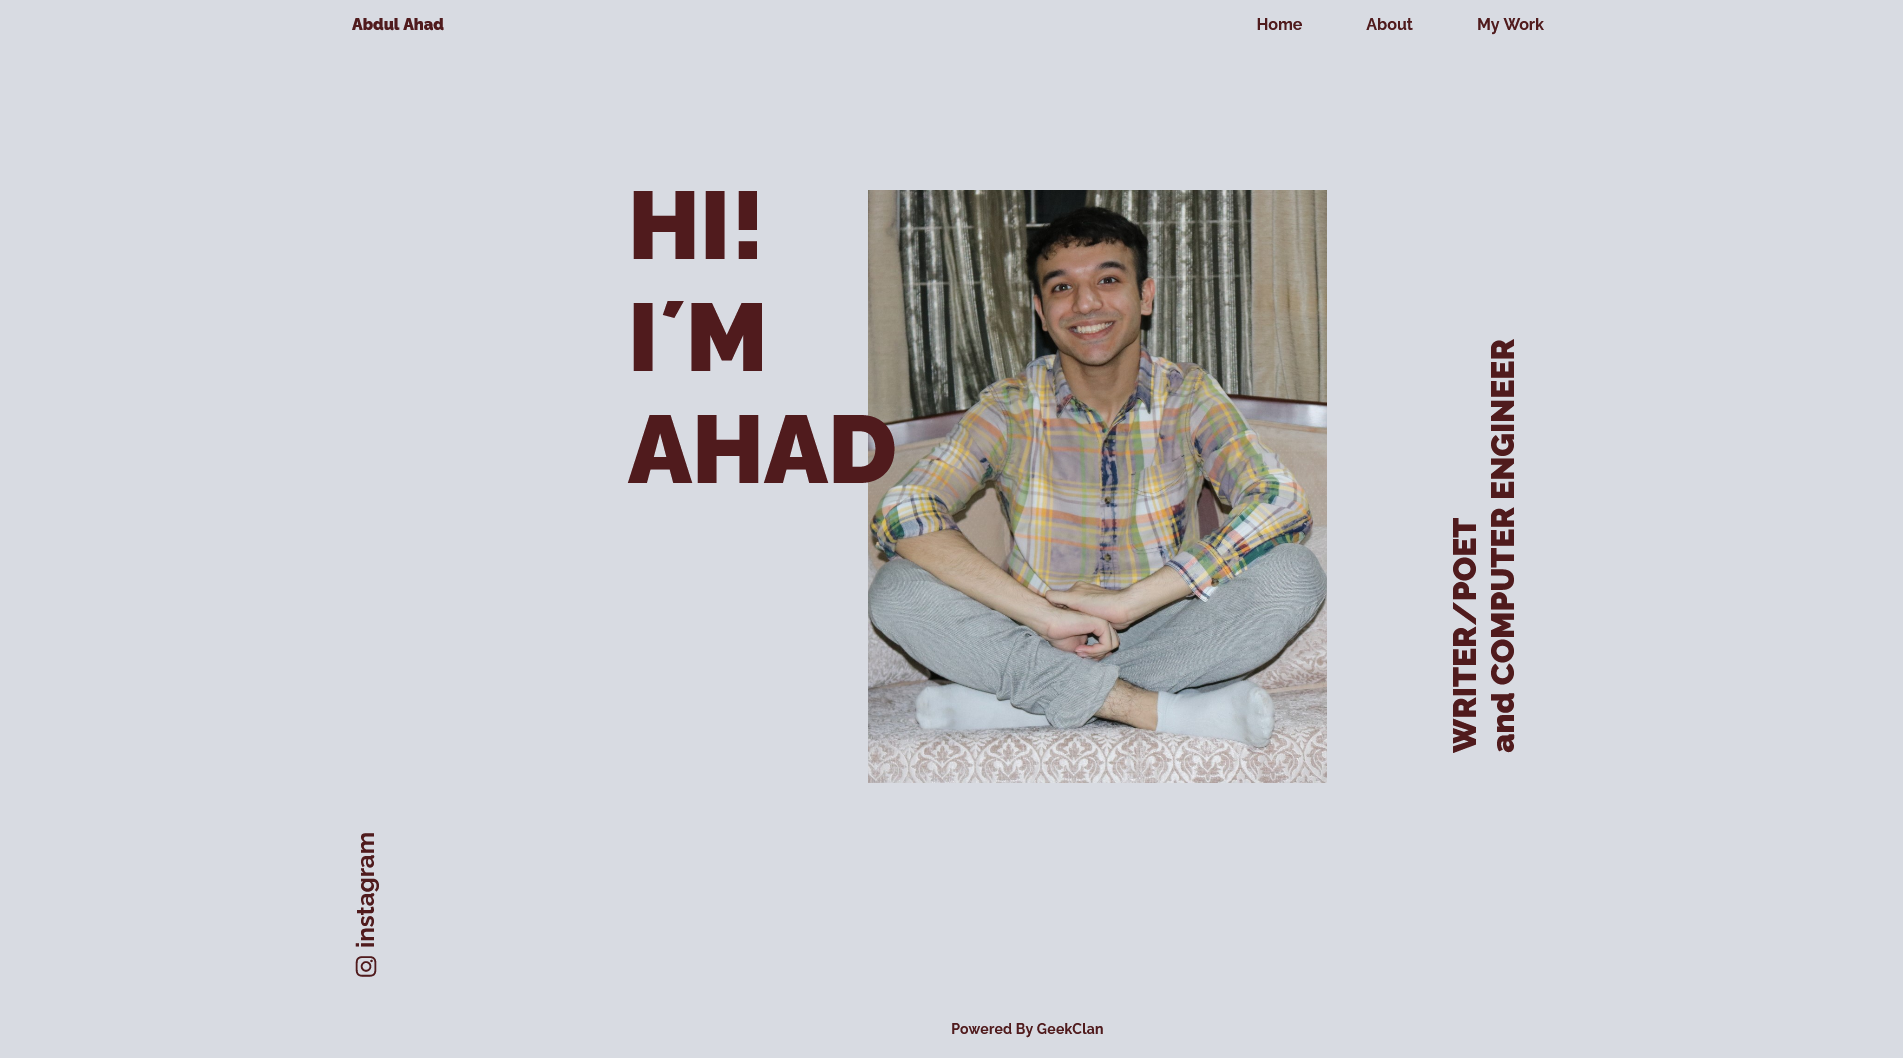 Abdul Ahad
Home
About
My Work
HI!
I´M
AHAD
WRITER/POET
and COMPUTER ENGINEER
instagram
Powered By GeekClan